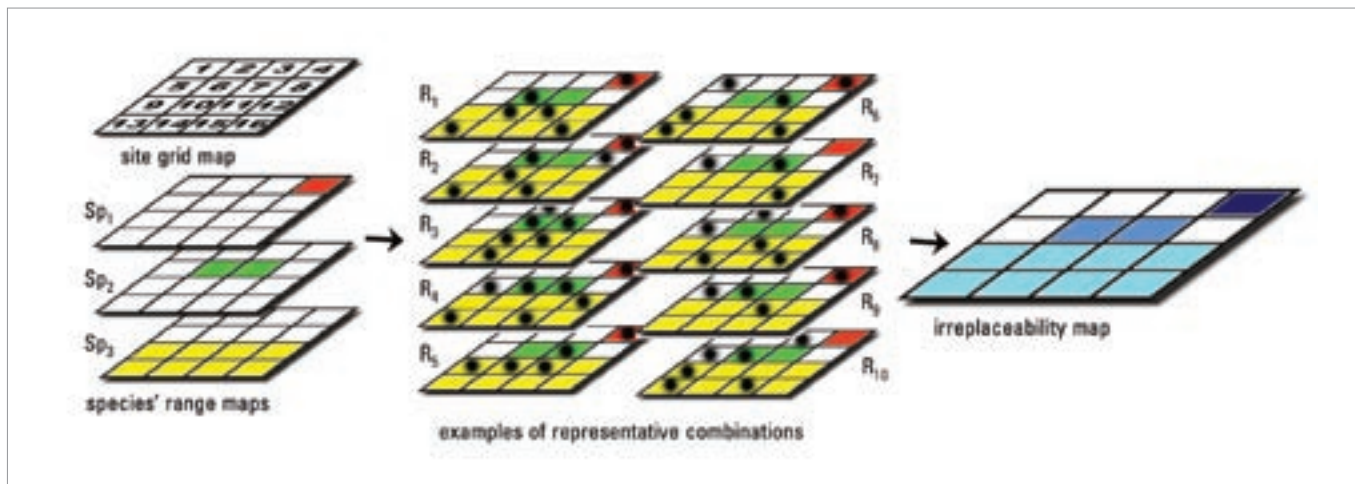 1 2 3 4
5 6 7 8
9 10 11 12
13 14 15 16
site grid map
Sp1
Sp2
Sp3
species' range maps
R1
R2
R3
R4
R5
R6
R7
R8
R9
R10
examples of representative combinations
irreplaceability map